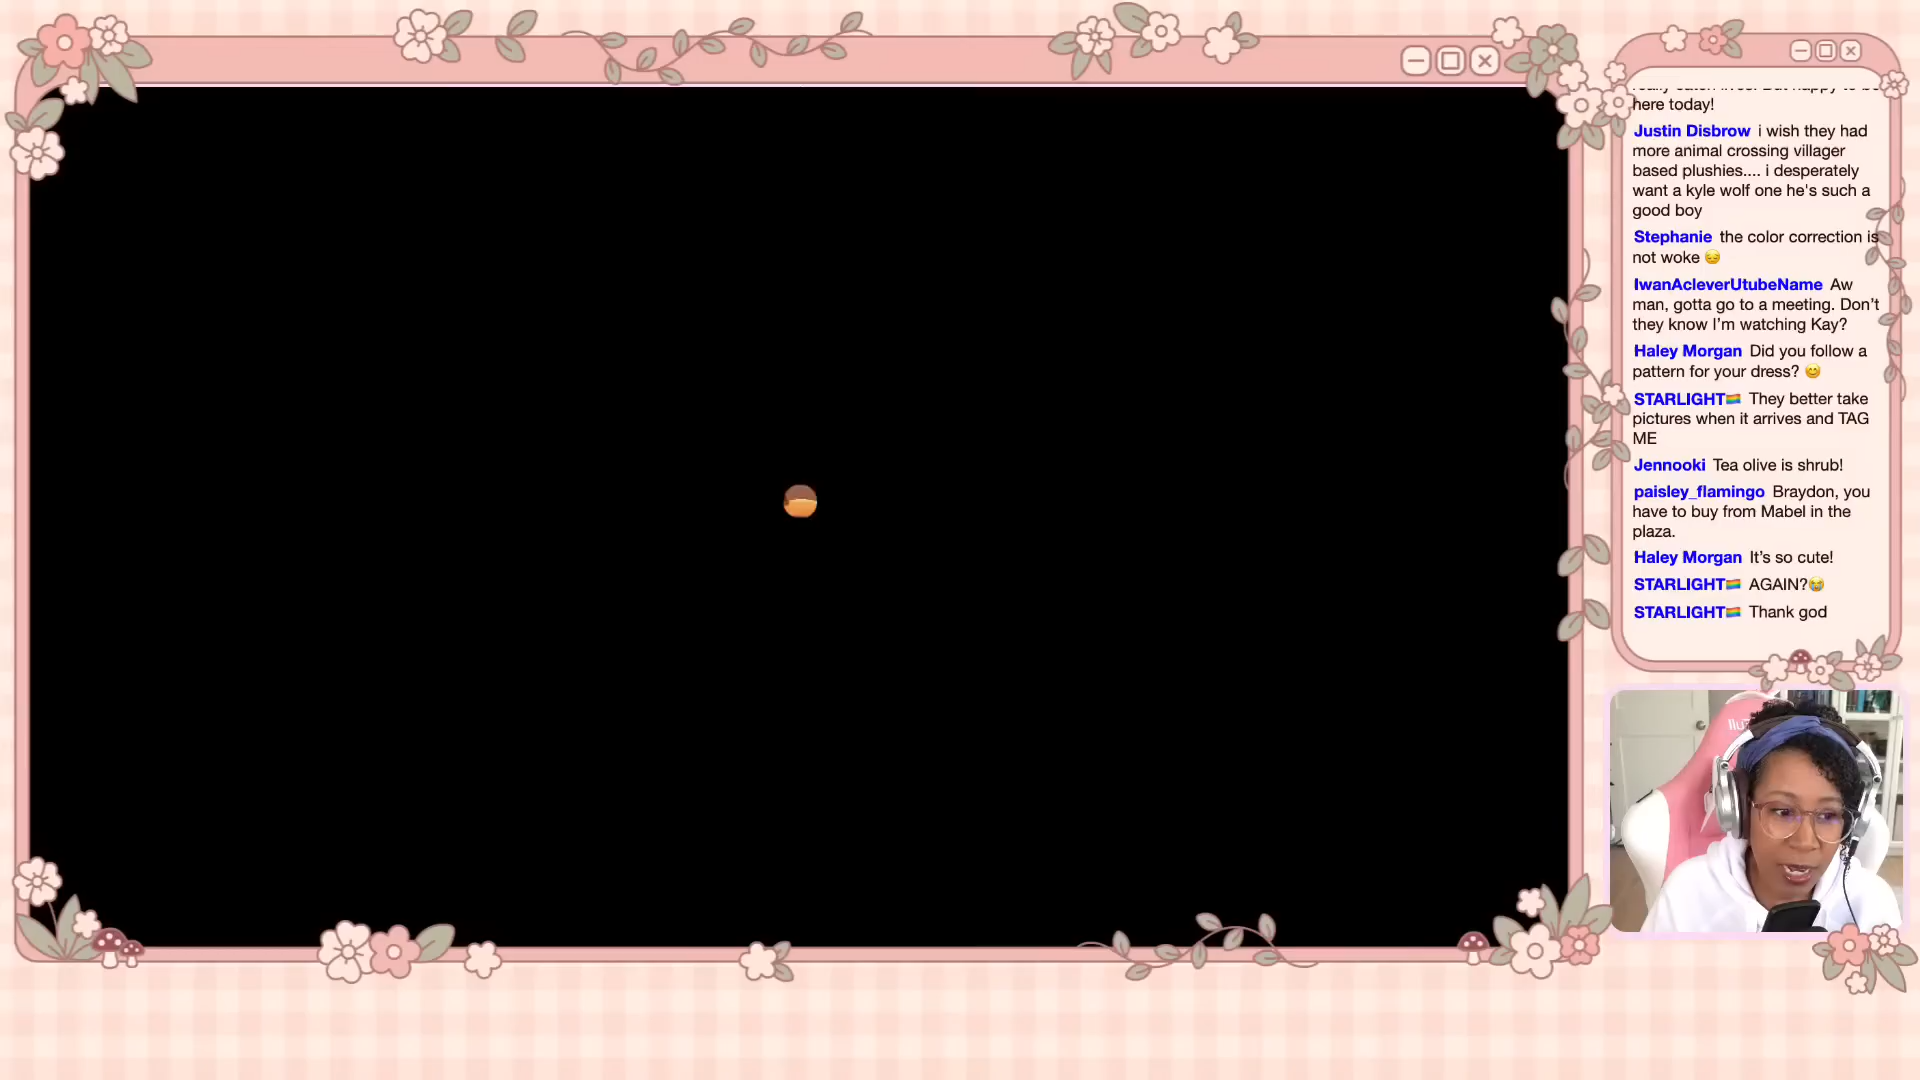 here today!
Justin Disbrow i wish they had
more animal crossing villager
based plushies.... i desperately
want a kyle wolf one he's such a
good boy
Stephanie the color correction is
not woke 😔
IwanAcleverUtubeName Aw
man, gotta go to a meeting. Don’t
they know I’m watching Kay?
Haley Morgan Did you follow a
pattern for your dress? 😊
STARLIGHT🏳️‍🌈 They better take
pictures when it arrives and TAG
ME
Jennooki Tea olive is shrub!
paisley_flamingo Braydon, you
have to buy from Mabel in the
plaza.
Haley Morgan It’s so cute!
STARLIGHT🏳️‍🌈 AGAIN?😭
STARLIGHT🏳️‍🌈 Thank god